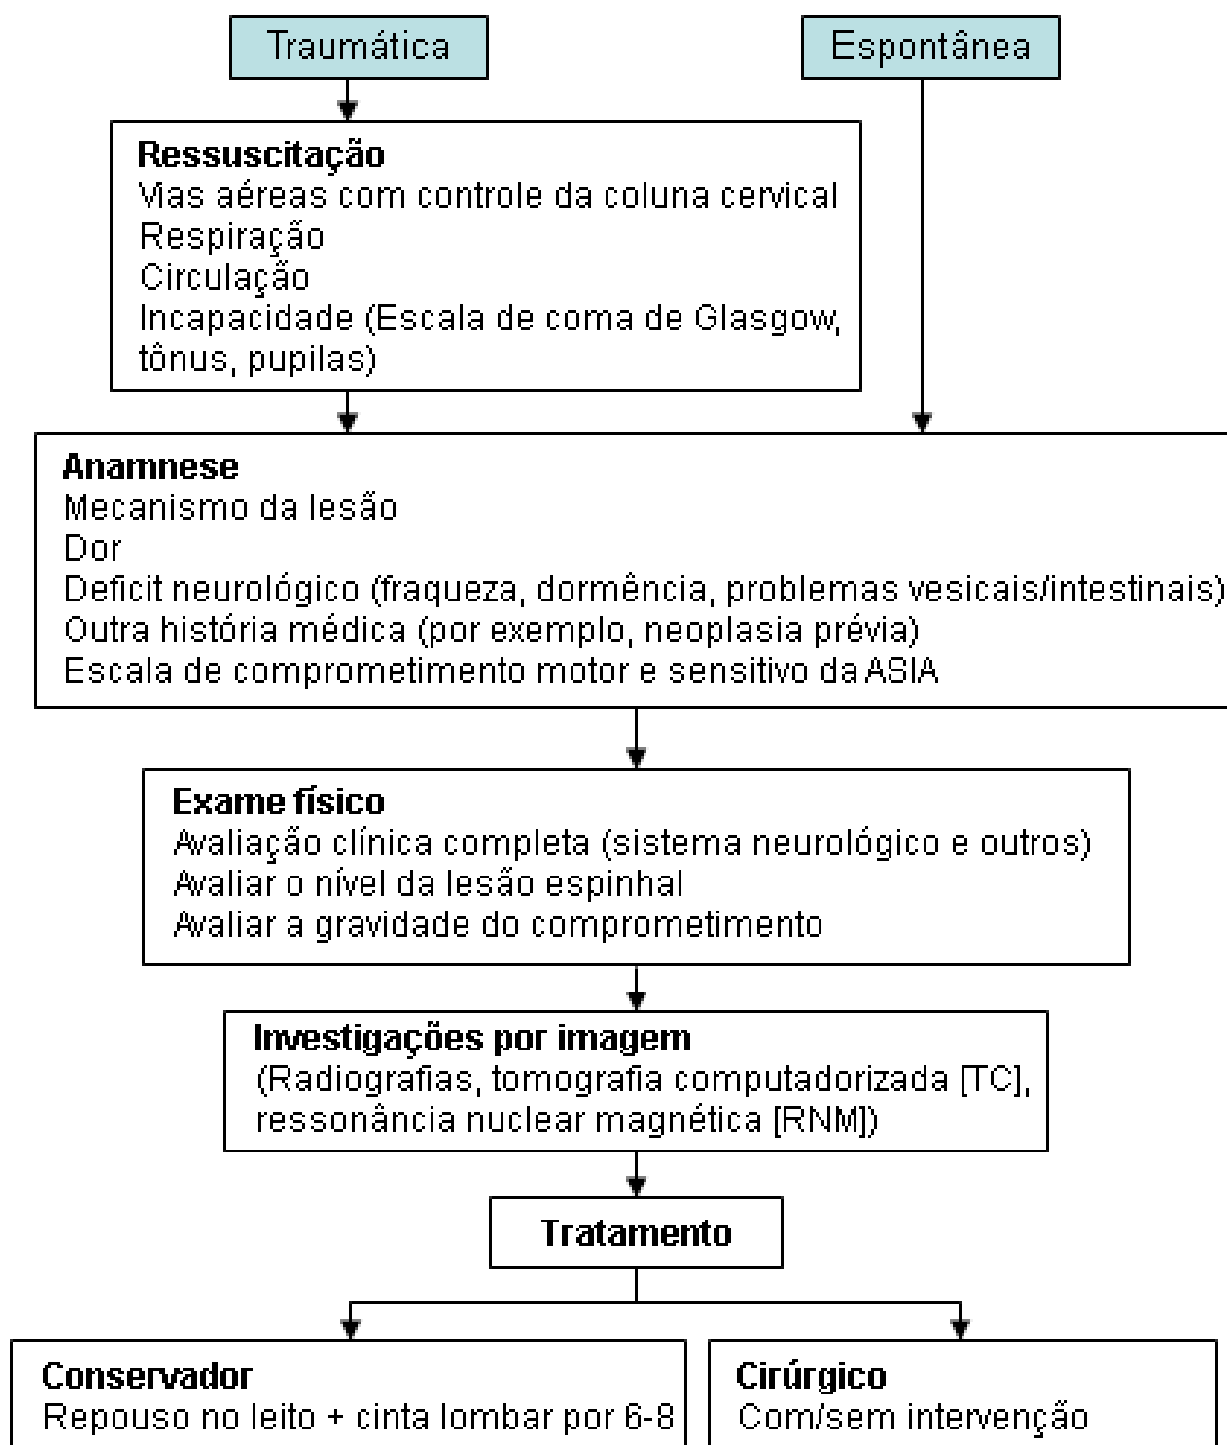 Traumática
Espontânea
Ressuscitação
Vias aéreas com controle da coluna cervical
Respiração
Circulação
Incapacidade (Escala de coma de Glasgow,
tônus, pupilas)
Anamnese
Mecanismo da lesão
Dor
Deficit neurológico (fraqueza, dormência, problemas vesicais/intestinais)
Outra história médica (por exemplo, neoplasia prévia)
Escala de comprometimento motor e sensitivo da ASIA
Exame físico
Avaliação clínica completa (sistema neurológico e outros)
Avaliar o nível da lesão espinhal
Avaliar a gravidade do comprometimento
Investigações por imagem
(Radiografias, tomografia computadorizada [TC],
ressonância nuclear magnética [RNM])
Tratamento
Conservador
Repouso no leito + cinta lombar por 6-8
Cirúrgico
Com/sem intervenção